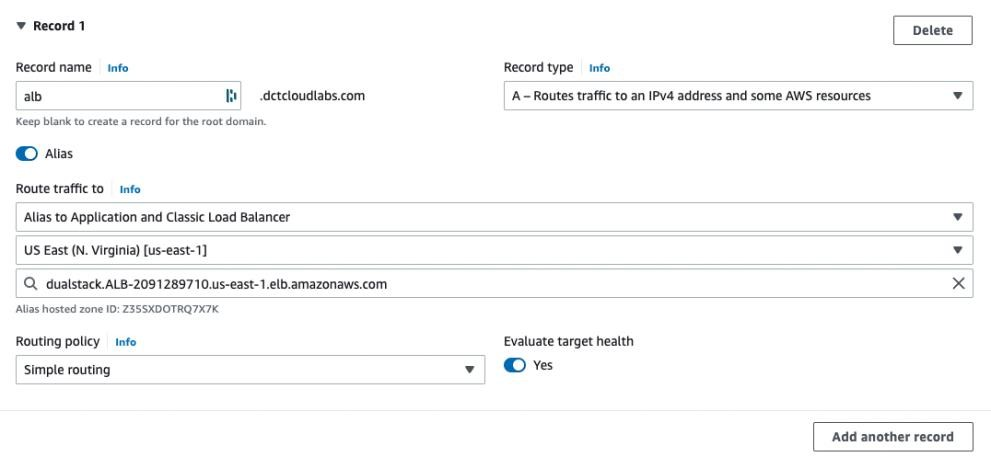 Record 1
Delete
Record name Info
Record type Info
alb
.dctcloudlabs.com
A – Routes traffic to an IPv4 address and some AWS resources
Keep blank to create a record for the root domain.
Alias
Route traffic to Info
Alias to Application and Classic Load Balancer
US East (N. Virginia) [us-east-1]
dualstack.ALB-2091289710.us-east-1.elb.amazonaws.com
Alias hosted zone ID: Z35SXDOTRQ7X7K
Routing policy Info
Evaluate target health
Simple routing
Yes
Add another record